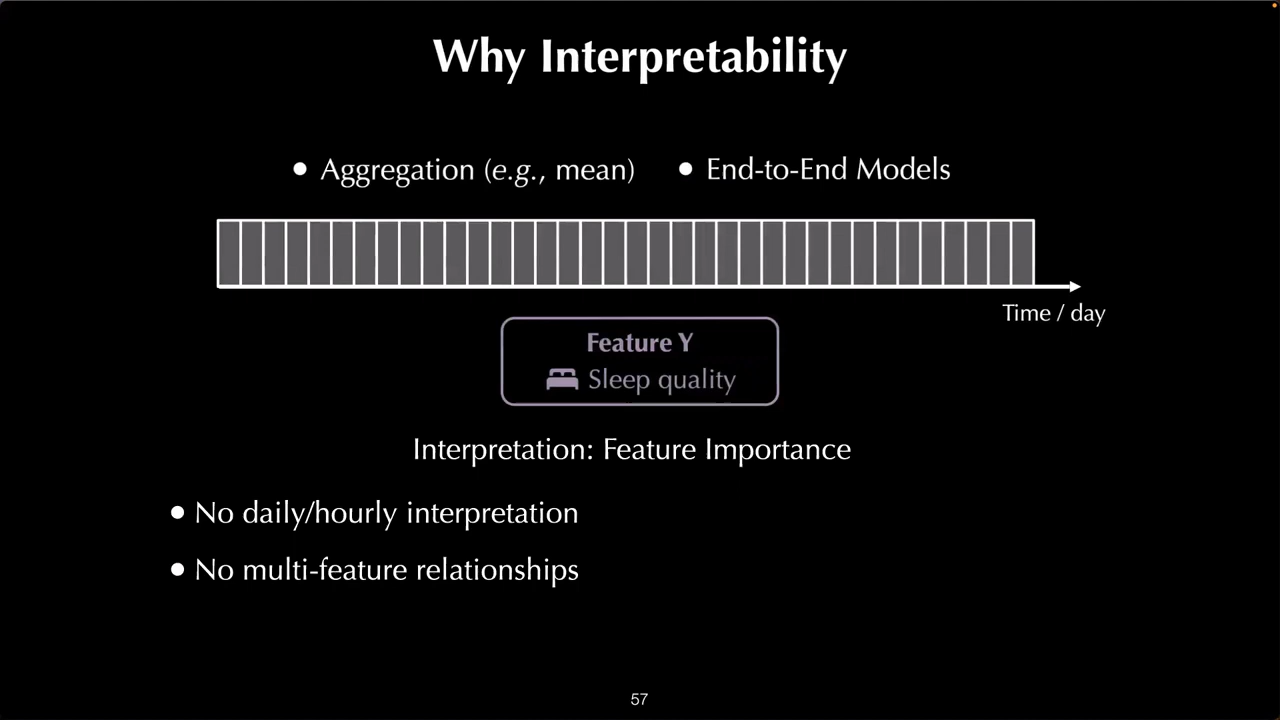 Why Interpretability
• Aggregation (e.g., mean) • End-to-End Models
Time / day
Feature Y
Sleep quality
Interpretation: Feature Importance
• No daily/hourly interpretation
• No multi-feature relationships
57